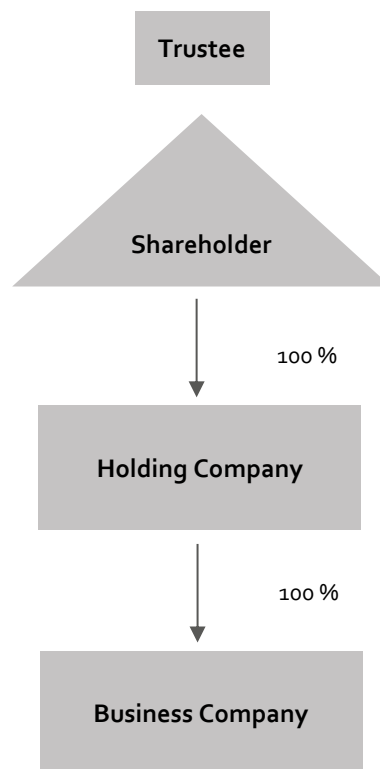 Trustee
Shareholder
100 %
Holding Company
100 %
Business Company